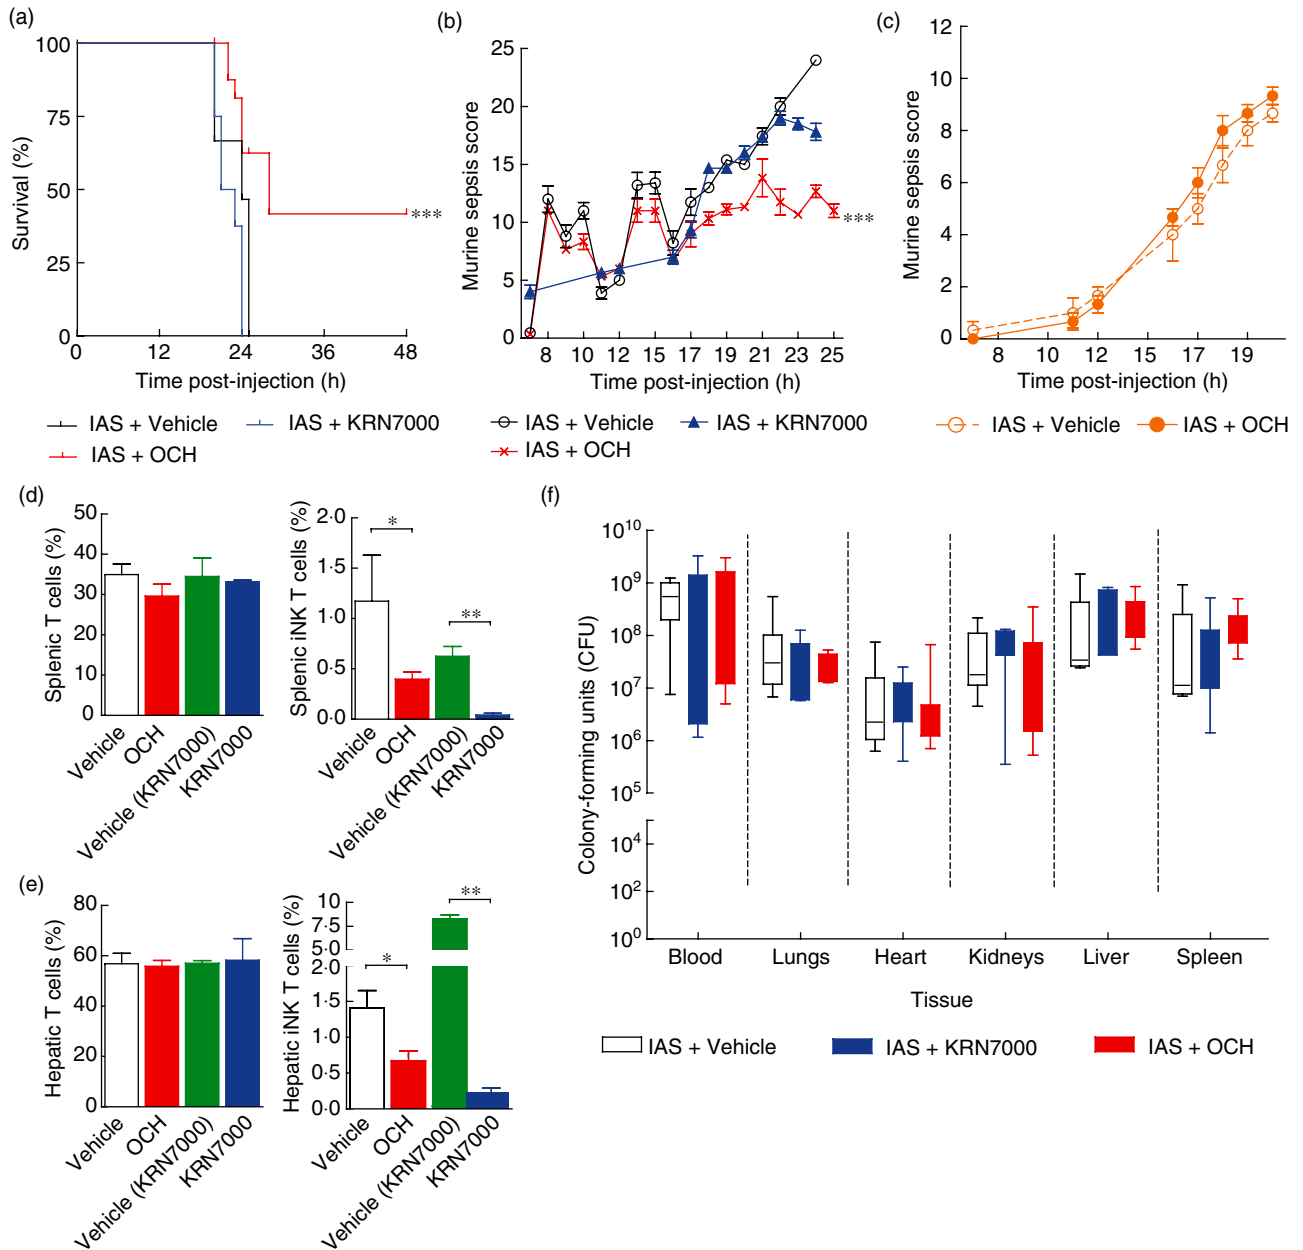 (a)
Survival (%)
100
75
50
25
0
0 12 24 36 48
***
Time post-injection (h)
IAS + Vehicle
IAS + KRN7000
IAS + OCH
(b)
Murine sepsis score
25
20
15
10
5
0
8 10 12 14 15 17 19 21 23 25
***
Time post-injection (h)
IAS + Vehicle
IAS + KRN7000
IAS + OCH
(c)
Murine sepsis score
12
10
8
6
4
2
0
8 10 12 15 17 19
Time post-injection (h)
IAS + Vehicle
IAS + OCH
(d)
Splenic T cells (%)
50
40
30
20
10
0
Vehicle
OCH
Vehicle (KRN7000)
KRN7000
Splenic iNK T cells (%)
2·0
1·5
1·0
0·5
0·0
*
**
Vehicle
OCH
Vehicle (KRN7000)
KRN7000
(e)
Hepatic T cells (%)
80
60
40
20
0
Vehicle
OCH
Vehicle (KRN7000)
KRN7000
Hepatic iNK T cells (%)
10
7·5
5·0
2·0
1·5
1·0
0·5
0·0
*
**
Vehicle
OCH
Vehicle (KRN7000)
KRN7000
(f)
Colony-forming units (CFU)
10^10
10^9
10^8
10^7
10^6
10^5
10^4
10^2
10^0
Blood Lungs Heart Kidneys Liver Spleen
Tissue
IAS + Vehicle
IAS + KRN7000
IAS + OCH